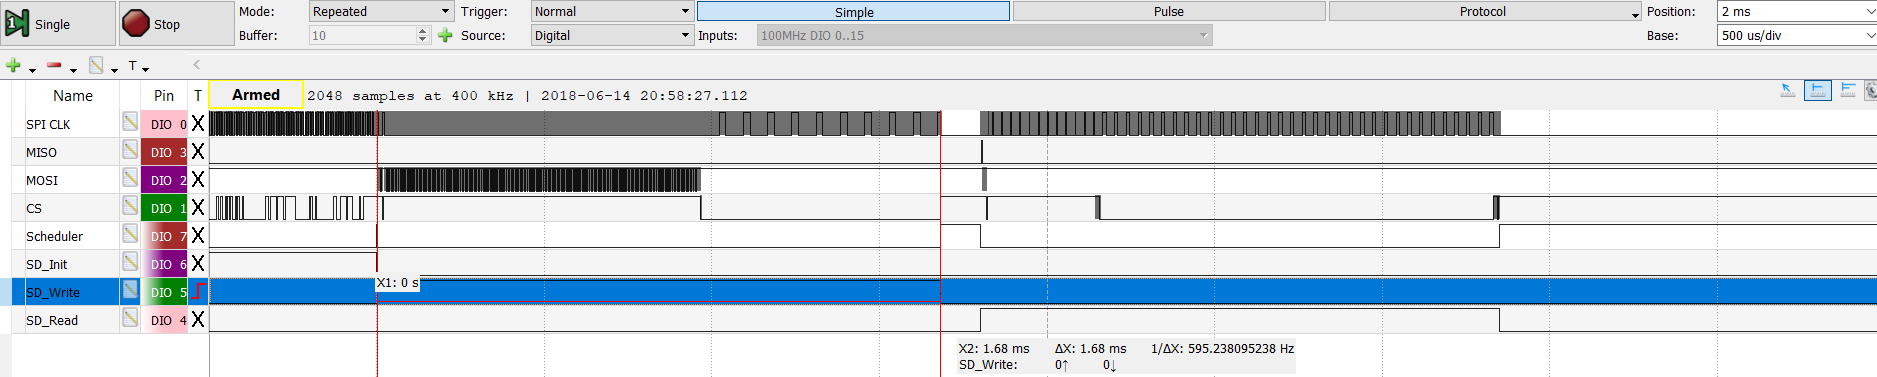 1 Single Stop Mode: Repeated Trigger: Normal Simple Pulse Protocol Position: 2 ms
Buffer: 10 Source: Digital Inputs: 100MHz DIO 0..15 Base: 500 us/div
T
Name Pin T Armed 2048 samples at 400 kHz | 2018-06-14 20:58:27.112
SPI CLK DIO 0 X
MISO DIO 3 X
MOSI DIO 2 X
CS DIO 1 X
Scheduler DIO 7 X
SD_Init DIO 6 X
X1: 0 s
SD_Write DIO 5
SD_Read DIO 4 X
X2: 1.68 ms ΔX: 1.68 ms 1/ΔX: 595.238095238 Hz
SD_Write: 0↑ 0↓